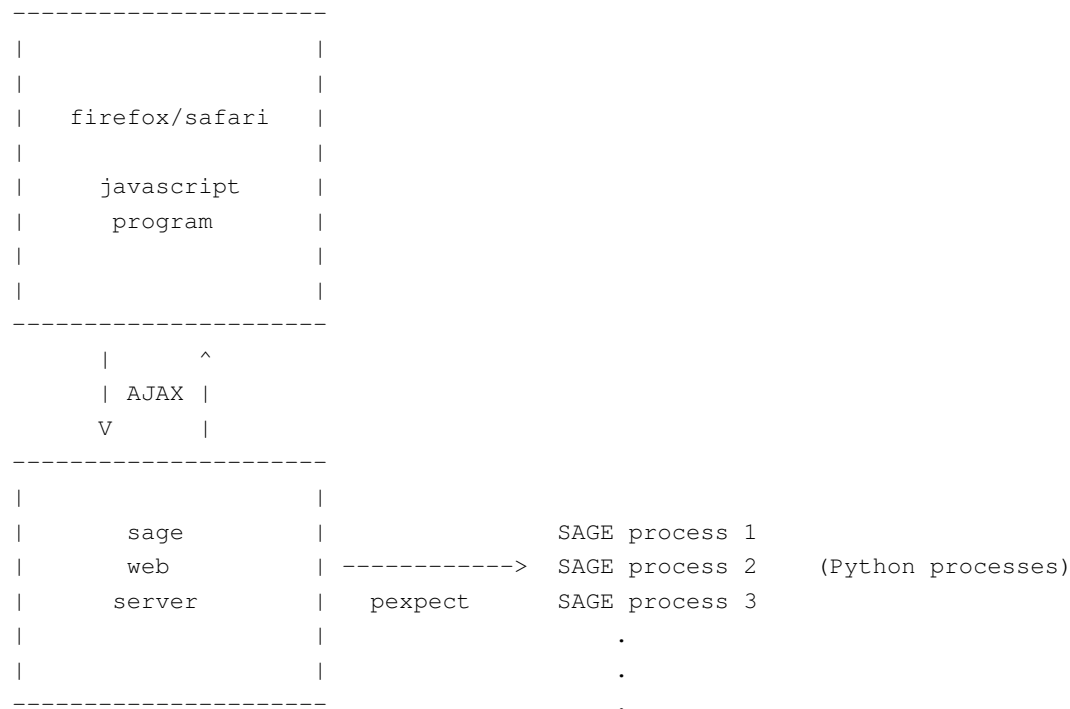 ----------------------
|                    |
|                    |
|   firefox/safari   |
|                    |
|     javascript     |
|      program       |
|                    |
|                    |
----------------------
      |      ^
      | AJAX |
      V      |
----------------------
|                    |
|       sage         |                SAGE process 1
|       web          | ------------>  SAGE process 2    (Python processes)
|      server        |   pexpect      SAGE process 3
|                    |                    .
|                    |                    .
----------------------                    .